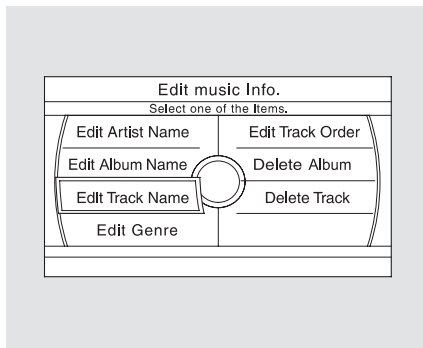 Edit music Info.
Select one of the Items.
Edit Artist Name
Edit Album Name
EdIt Track Name
Edit Genre
Edit Track Order
Delete Album
Delete Track